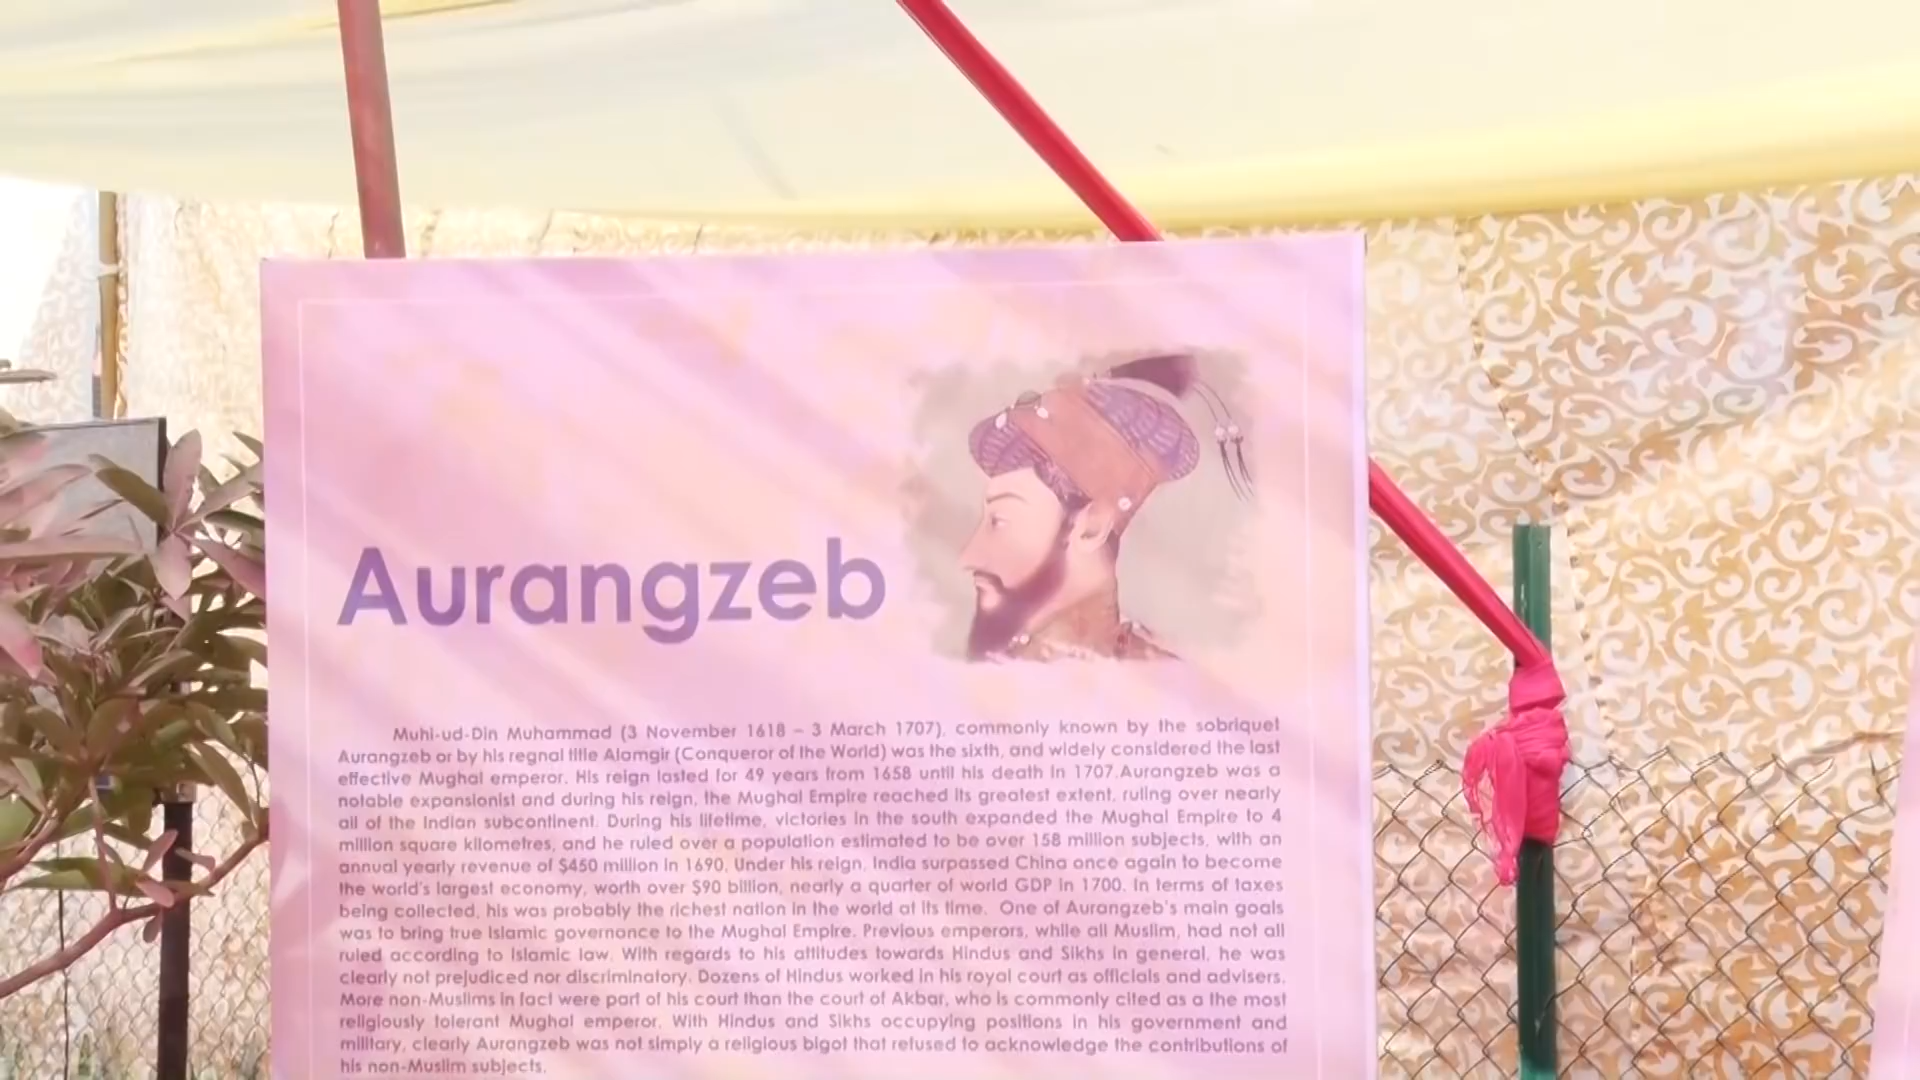 Aurangzeb
Muhi-ud-Din Muhammad (3 November 1618 – 3 March 1707), commonly known by the sobriquet
Aurangzeb or by his regnal title Alamgir (Conqueror of the World) was the sixth, and widely considered the last
effective Mughal emperor. His reign lasted for 49 years from 1658 until his death in 1707.Aurangzeb was a
notable expansionist and during his reign, the Mughal Empire reached its greatest extent, ruling over nearly
all of the Indian subcontinent. During his lifetime, victories in the south expanded the Mughal Empire to 4
million square kilometres, and he ruled over a population estimated to be over 158 million subjects, with an
annual yearly revenue of $450 million in 1690. Under his reign, India surpassed China once again to become
the world's largest economy, worth over $90 billion, nearly a quarter of world GDP in 1700. In terms of taxes
being collected, his was probably the richest nation in the world at its time. One of Aurangzeb's main goals
was to bring true Islamic governance to the Mughal Empire. Previous emperors, while all Muslim, had not all
ruled according to Islamic law. With regards to his attitudes towards Hindus and Sikhs in general, he was
clearly not prejudiced nor discriminatory. Dozens of Hindus worked in his royal court as officials and advisers.
More non-Muslims in fact were part of his court than the court of Akbar, who is commonly cited as a the most
religiously tolerant Mughal emperor. With Hindus and Sikhs occupying positions in his government and
military, clearly Aurangzeb was not simply a religious bigot that refused to acknowledge the contributions of
his non-Muslim subjects.